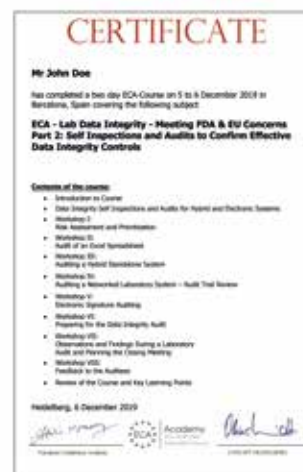 CERTIFICATE
Mr John Doe
has completed a two day ECA-Course on 5 to 6 December 2019 in
Barcelona, Spain covering the following subject
ECA - Lab Data Integrity - Meeting FDA & EU Concerns
Part 2: Self Inspections and Audits to Confirm Effective
Data Integrity Controls
Contents of the course:
• Introduction to Course
• Data Integrity Self Inspections and Audits for Hybrid and Electronic Systems
• Workshop I:
Risk Assessment and Prioritisation
• Workshop II:
Audit of an Excel Spreadsheet
• Workshop III:
Auditing a Hybrid Standalone System
• Workshop IV:
Auditing a Networked Laboratory System - Audit Trail Review
• Workshop V:
Electronic Signature Auditing
• Workshop VI:
Preparing for the Data Integrity Audit
• Workshop VII:
Observations and Findings During a Laboratory
Audit and Planning the Closing Meeting
• Workshop VIII:
Feedback to the Auditees
• Review of the Course and Key Learning Points
Heidelberg, 6 December 2019
ECA Academy